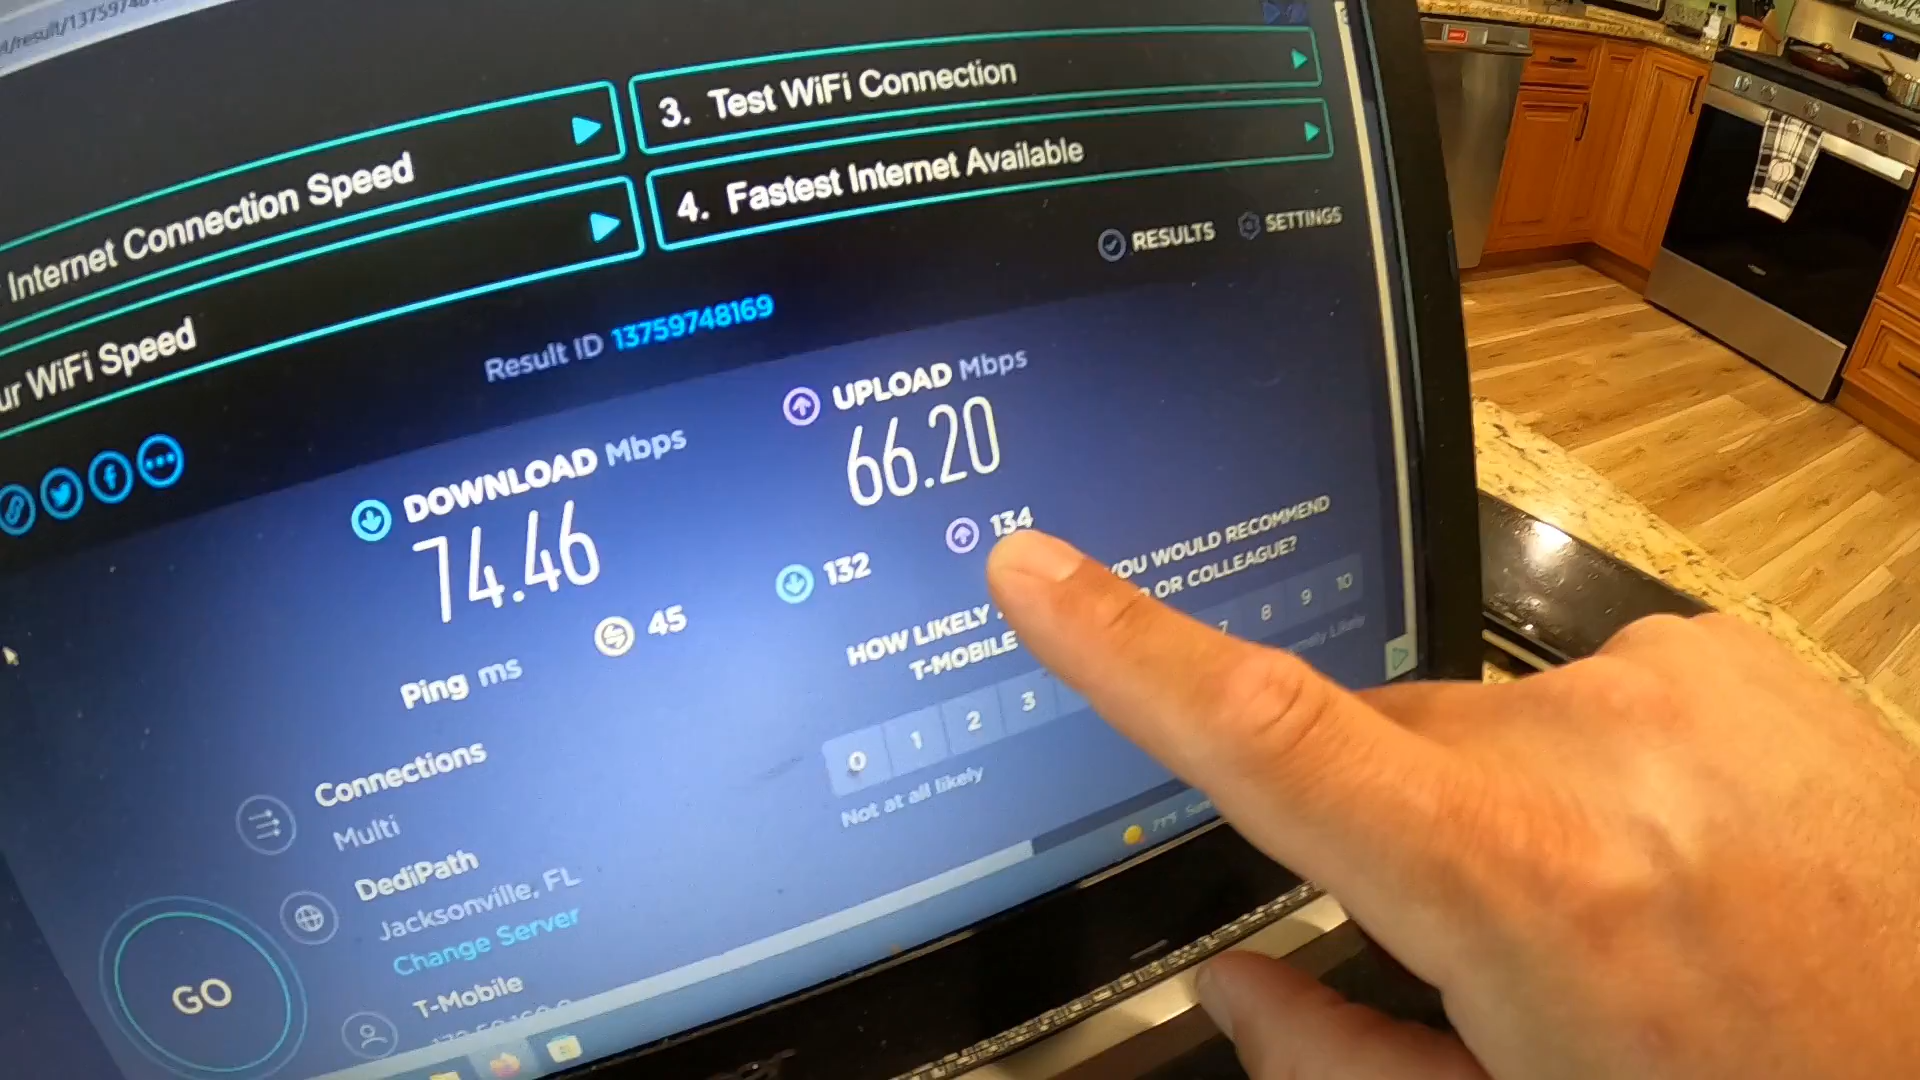 3. Test WiFi Connection
Internet Connection Speed
4. Fastest Internet Available
WiFi Speed
RESULTS SETTINGS
Result ID 13759748169
DOWNLOAD Mbps
74.46
UPLOAD Mbps
66.20
Ping ms
45
132
134
HOW LIKELY YOU WOULD RECOMMEND
T-MOBILE OR COLLEAGUE?
0 1 2 3 7 8 9 10
Not at all likely
Extremely Likely
Connections
Multi
DediPath
Jacksonville, FL
Change Server
T-Mobile
GO